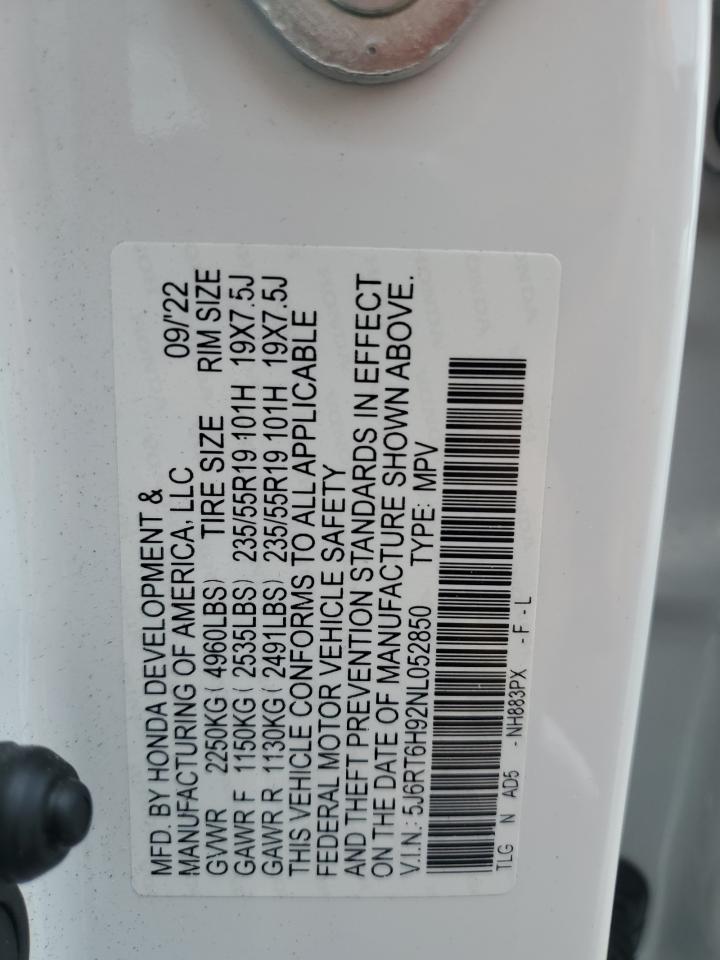 MFD. BY HONDA DEVELOPMENT &
MANUFACTURING OF AMERICA, LLC 09/'22
GVWR 2250KG ( 4960LBS) TIRE SIZE RIM SIZE
GAWR F 1150KG ( 2535LBS) 235/55R19 101H 19X7.5J
GAWR R 1130KG ( 2491LBS) 235/55R19 101H 19X7.5J
THIS VEHICLE CONFORMS TO ALL APPLICABLE
FEDERAL MOTOR VEHICLE SAFETY
AND THEFT PREVENTION STANDARDS IN EFFECT
ON THE DATE OF MANUFACTURE SHOWN ABOVE.
V.I.N.: 5J6RT6H92NL052850 TYPE: MPV
TLG N AD5 - NH883PX - F - L